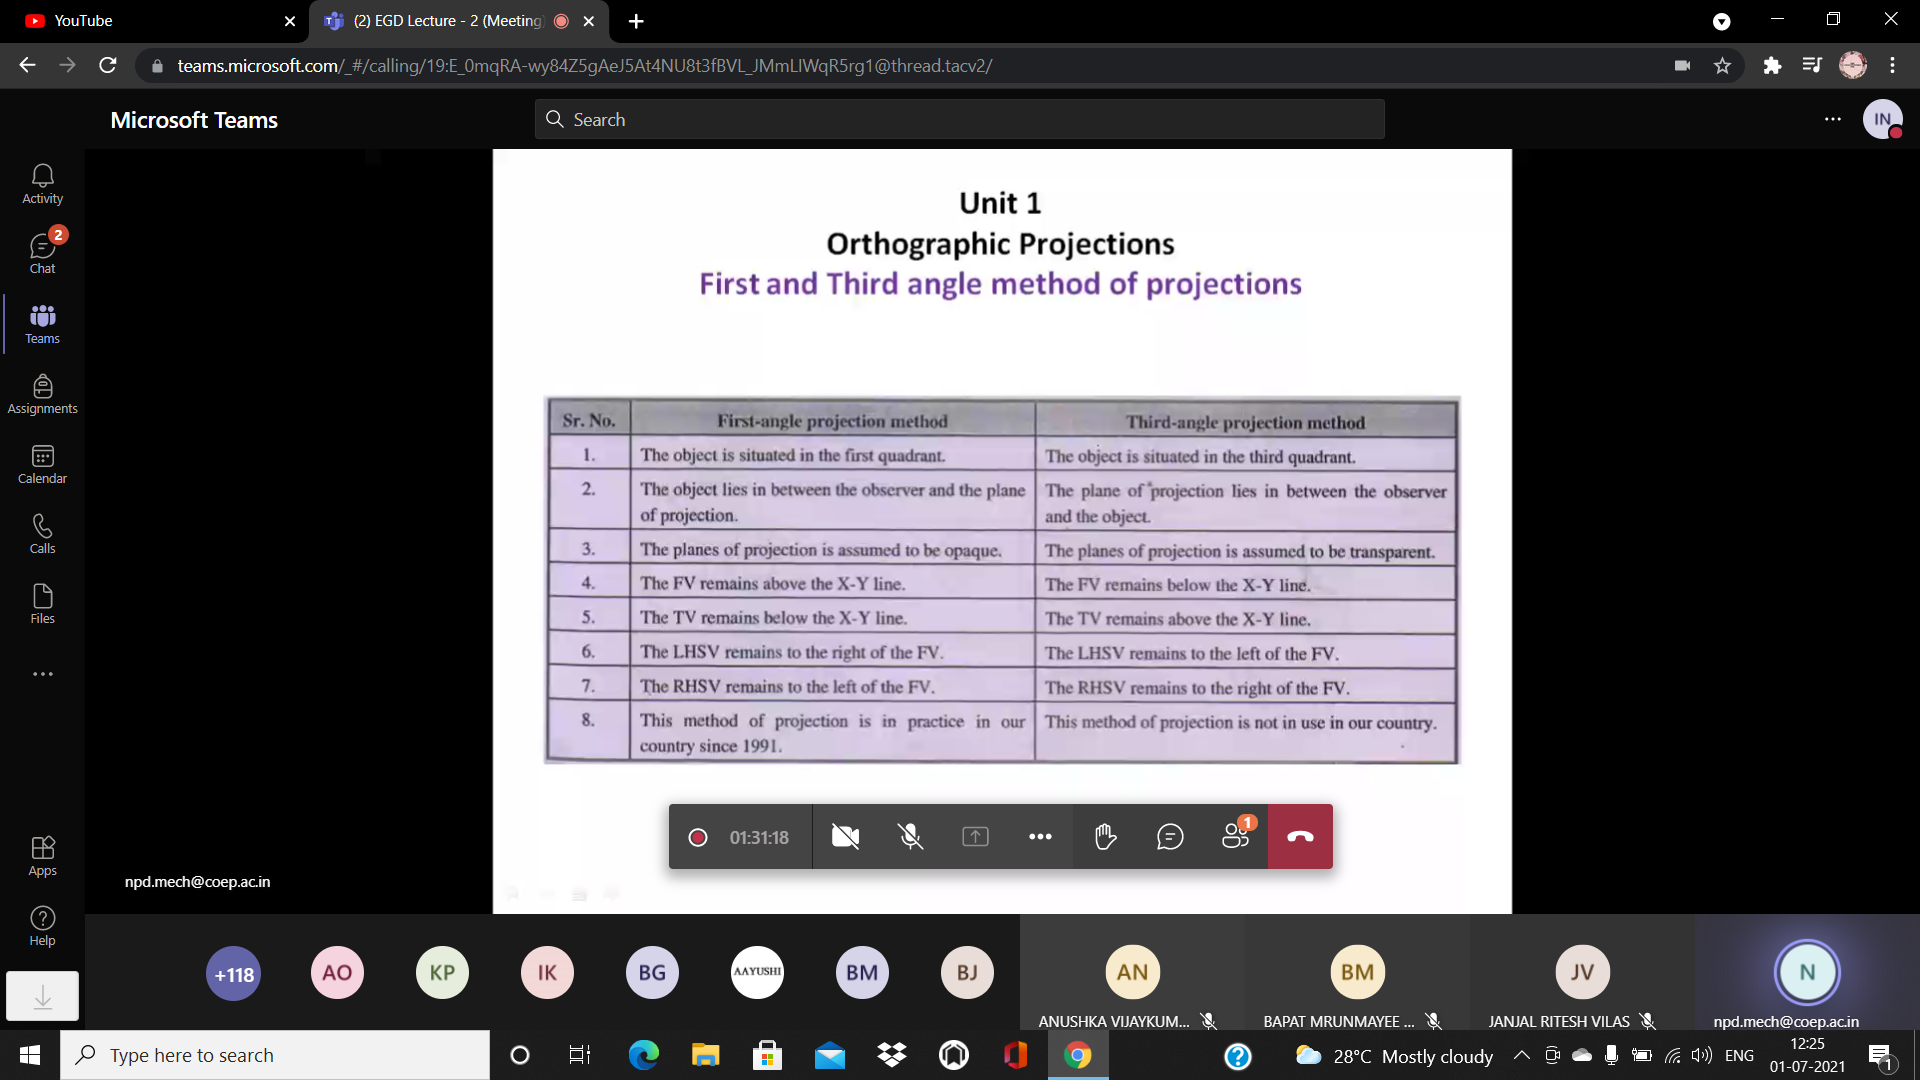 YouTube
(2) EGD Lecture - 2 (Meeting)
teams.microsoft.com/_#/calling/19:E_0mqRA-wy84Z5gAeJ5At4NU8t3fBVL_JMmLIWqR5rg1@thread.tacv2/
Microsoft Teams
Search
IN
Activity
2
Chat
Teams
Assignments
Calendar
Calls
Files
Apps
Help
Unit 1
Orthographic Projections
First and Third angle method of projections
Sr. No. First-angle projection method Third-angle projection method
1. The object is situated in the first quadrant. The object is situated in the third quadrant.
2. The object lies in between the observer and the plane The plane of projection lies in between the observer
of projection. and the object.
3. The planes of projection is assumed to be opaque. The planes of projection is assumed to be transparent.
4. The FV remains above the X-Y line. The FV remains below the X-Y line.
5. The TV remains below the X-Y line. The TV remains above the X-Y line.
6. The LHSV remains to the right of the FV. The LHSV remains to the left of the FV.
7. The RHSV remains to the left of the FV. The RHSV remains to the right of the FV.
8. This method of projection is in practice in our This method of projection is not in use in our country.
country since 1991.
01:31:18
1
npd.mech@coep.ac.in
+118 AO KP IK BG AAYUSHI BM BJ AN BM JV N
ANUSHKA VIJAYKUM... BAPAT MRUNMAYEE ... JANJAL RITESH VILAS npd.mech@coep.ac.in
Type here to search
28°C Mostly cloudy
ENG
12:25
01-07-2021
1